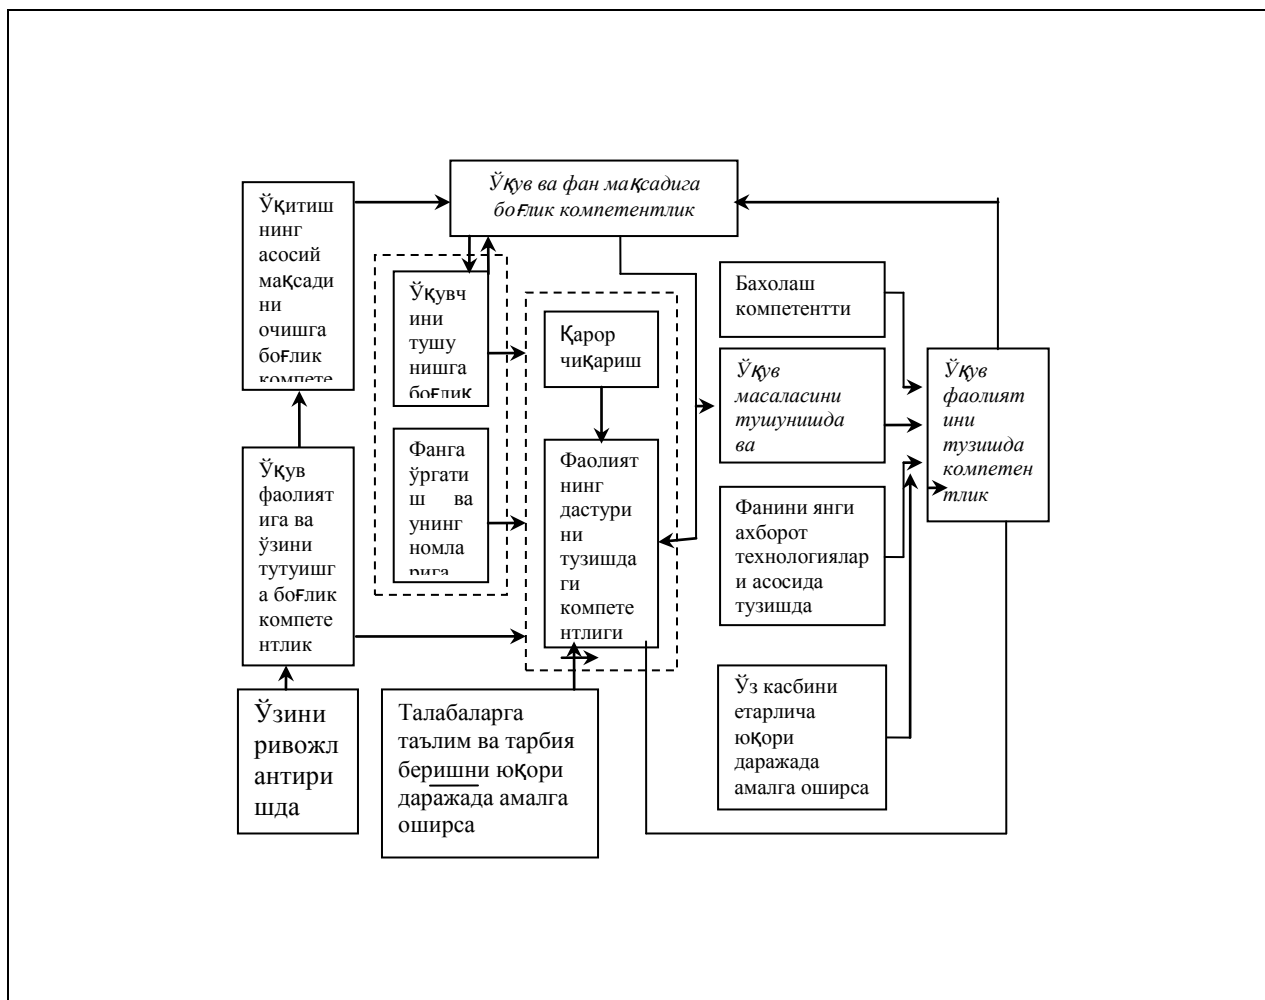 Ўқув ва фан мақсадига
боғлик компетентлик
Ўқитиш
нинг
асосий
мақсади
ни
очишга
боғлик
компете
Ўқувч
ини
тушу
нишга
боғлиқ
Қарор
чиқариш
Бахолаш
компетентти
Ўқув
масаласини
тушунишда
ва
Ўқув
фаолият
ини
тузишда
компетен
тлик
Ўқув
фаолият
ига ва
ўзини
тутуишг
а боғлик
компете
нтлик
Фанга
ўргати
ш ва
унинг
номла
рига
Фаолият
нинг
дастури
ни
тузишда
ги
компете
нтлиги
Фанини янги
ахборот
технологиялар
и асосида
тузишда
Ўзини
ривожл
антири
шда
Талабаларга
таълим ва тарбия
беришни юқори
даражада амалга
оширса
Ўз касбини
етарлича
юқори
даражада
амалга оширса